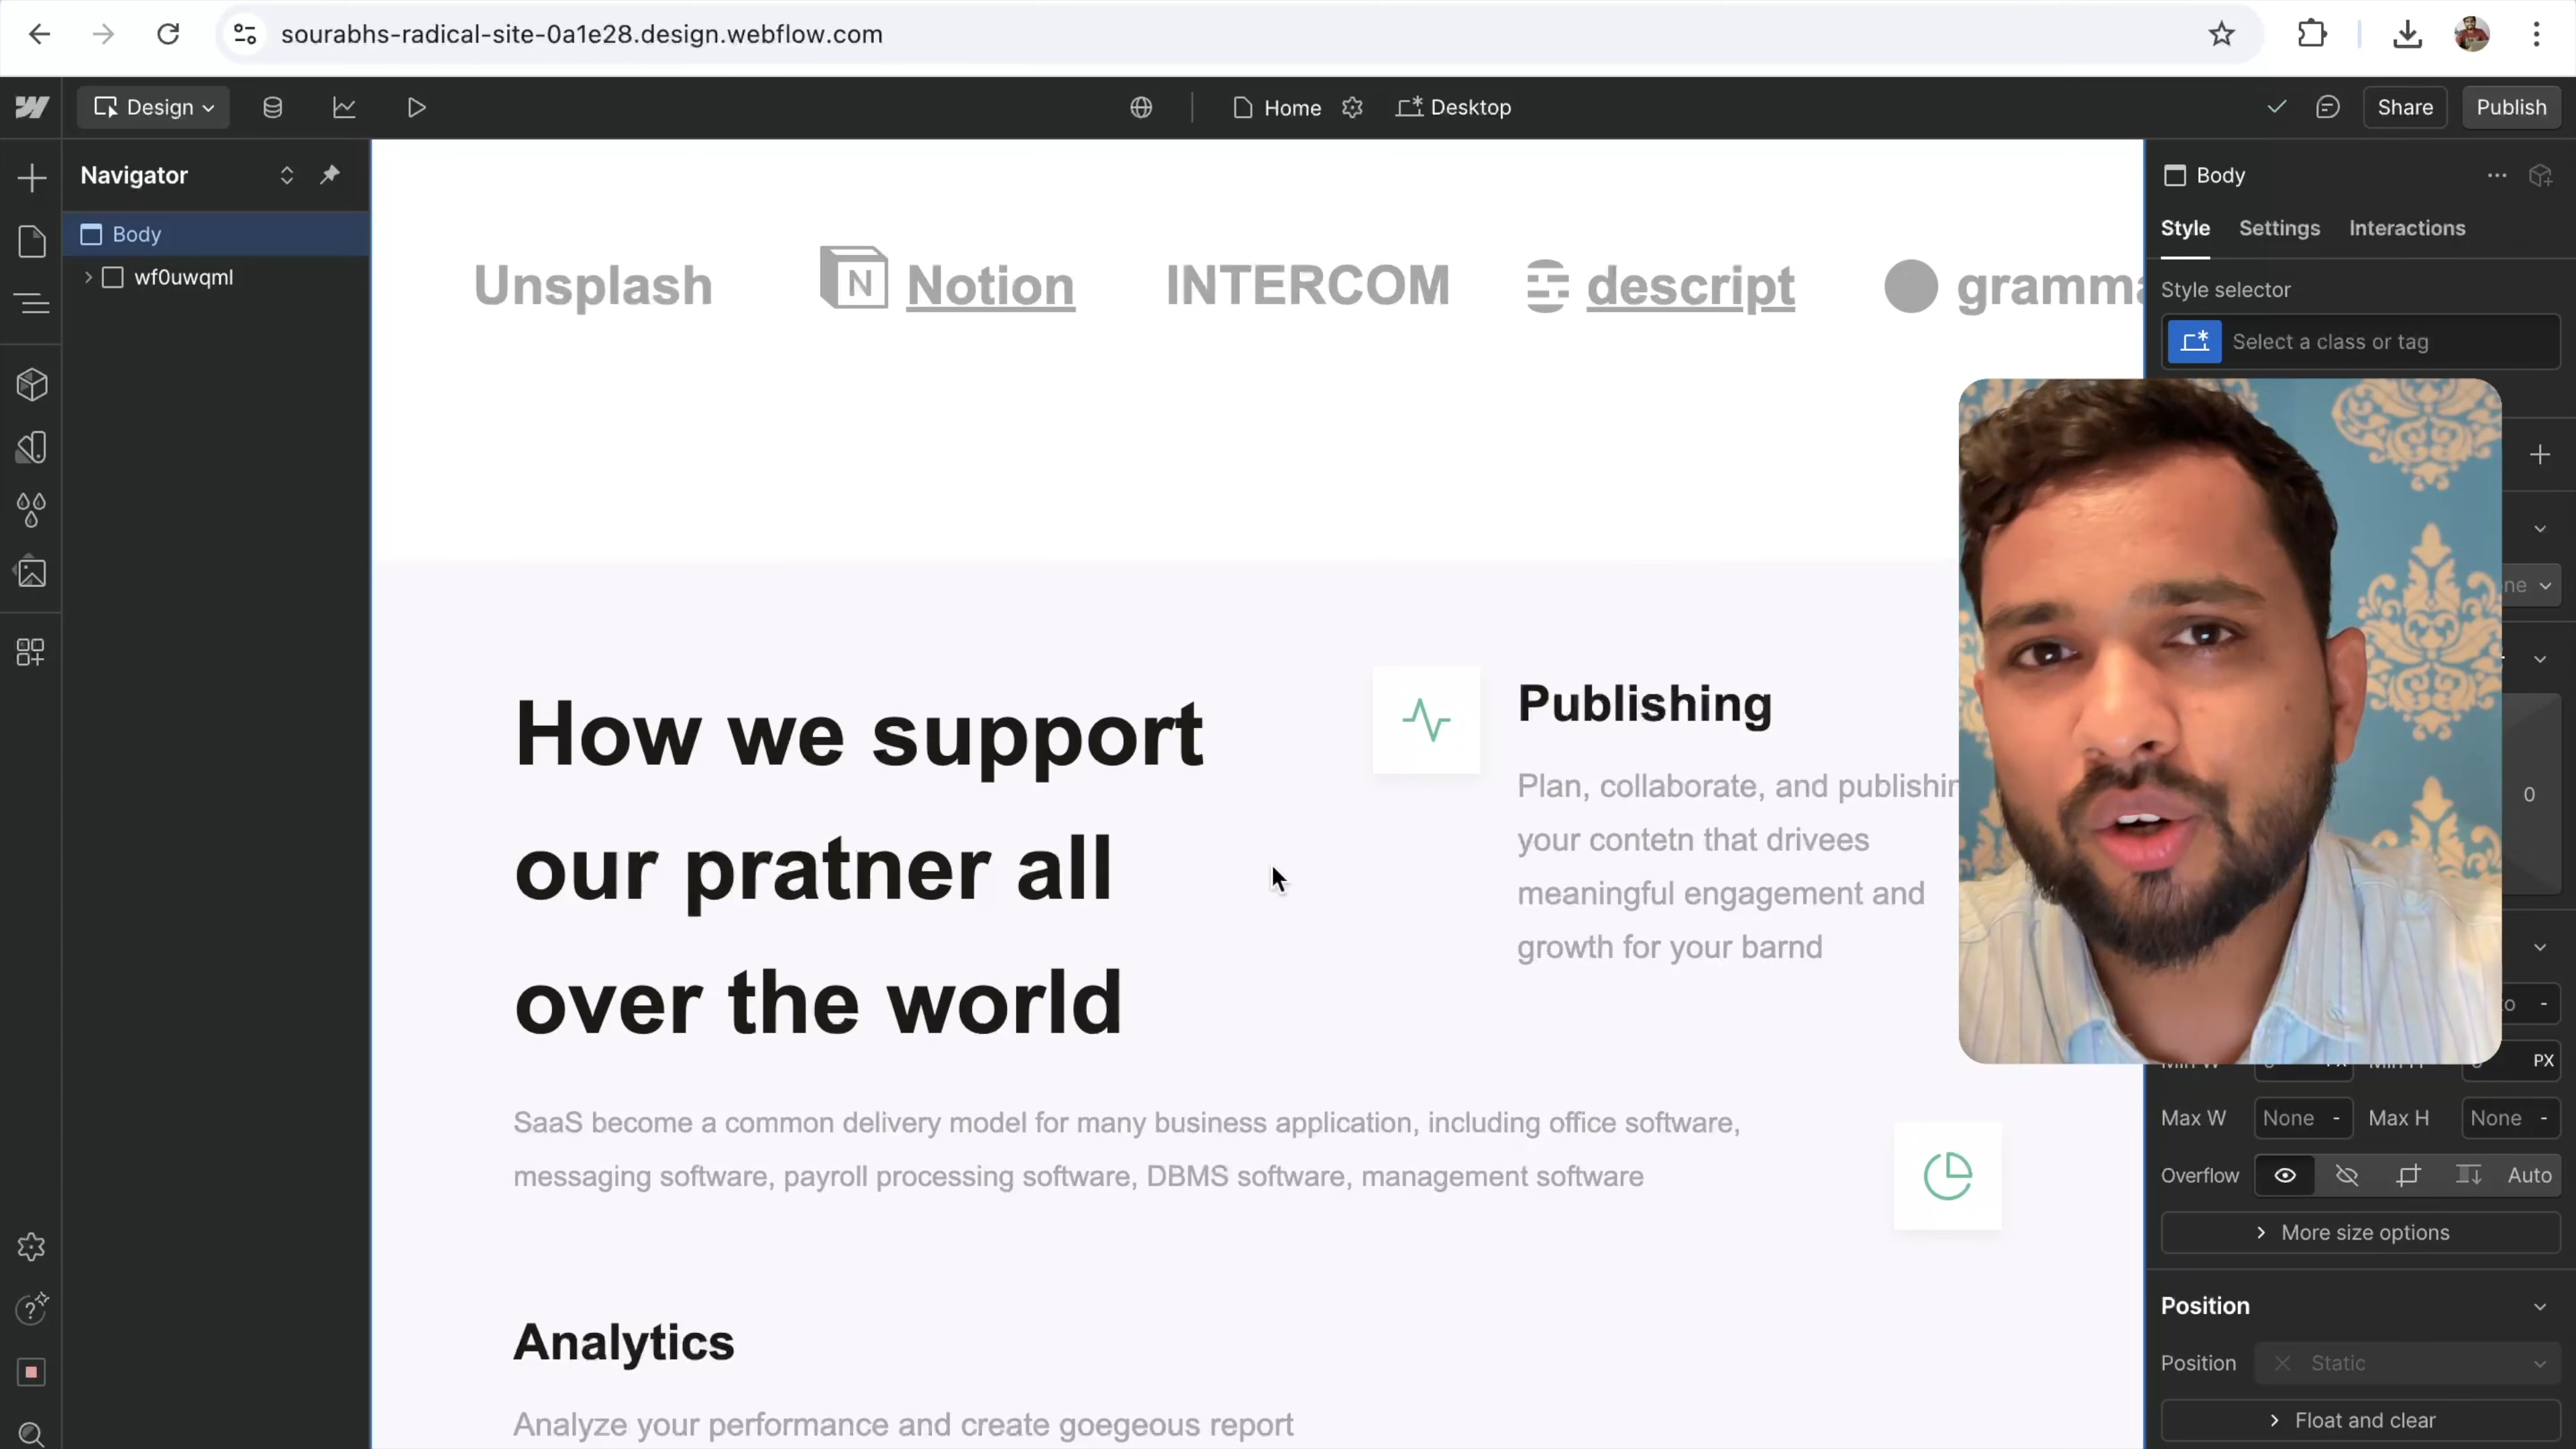 sourabhs-radical-site-0a1e28.design.webflow.com
Design
Home
Desktop
Share
Publish
Navigator
Body
wf0uwqml
Unsplash
N Notion
INTERCOM
descript
gramma
How we support
our pratner all
over the world
SaaS become a common delivery model for many business application, including office software,
messaging software, payroll processing software, DBMS software, management software
Publishing
Plan, collaborate, and publishin
your contetn that drivees
meaningful engagement and
growth for your barnd
Analytics
Analyze your performance and create goegeous report
Body
Style Settings Interactions
Style selector
Select a class or tag
ne
0
o -
PX
Max W None - Max H None -
Overflow Auto
More size options
Position
Position Static
Float and clear